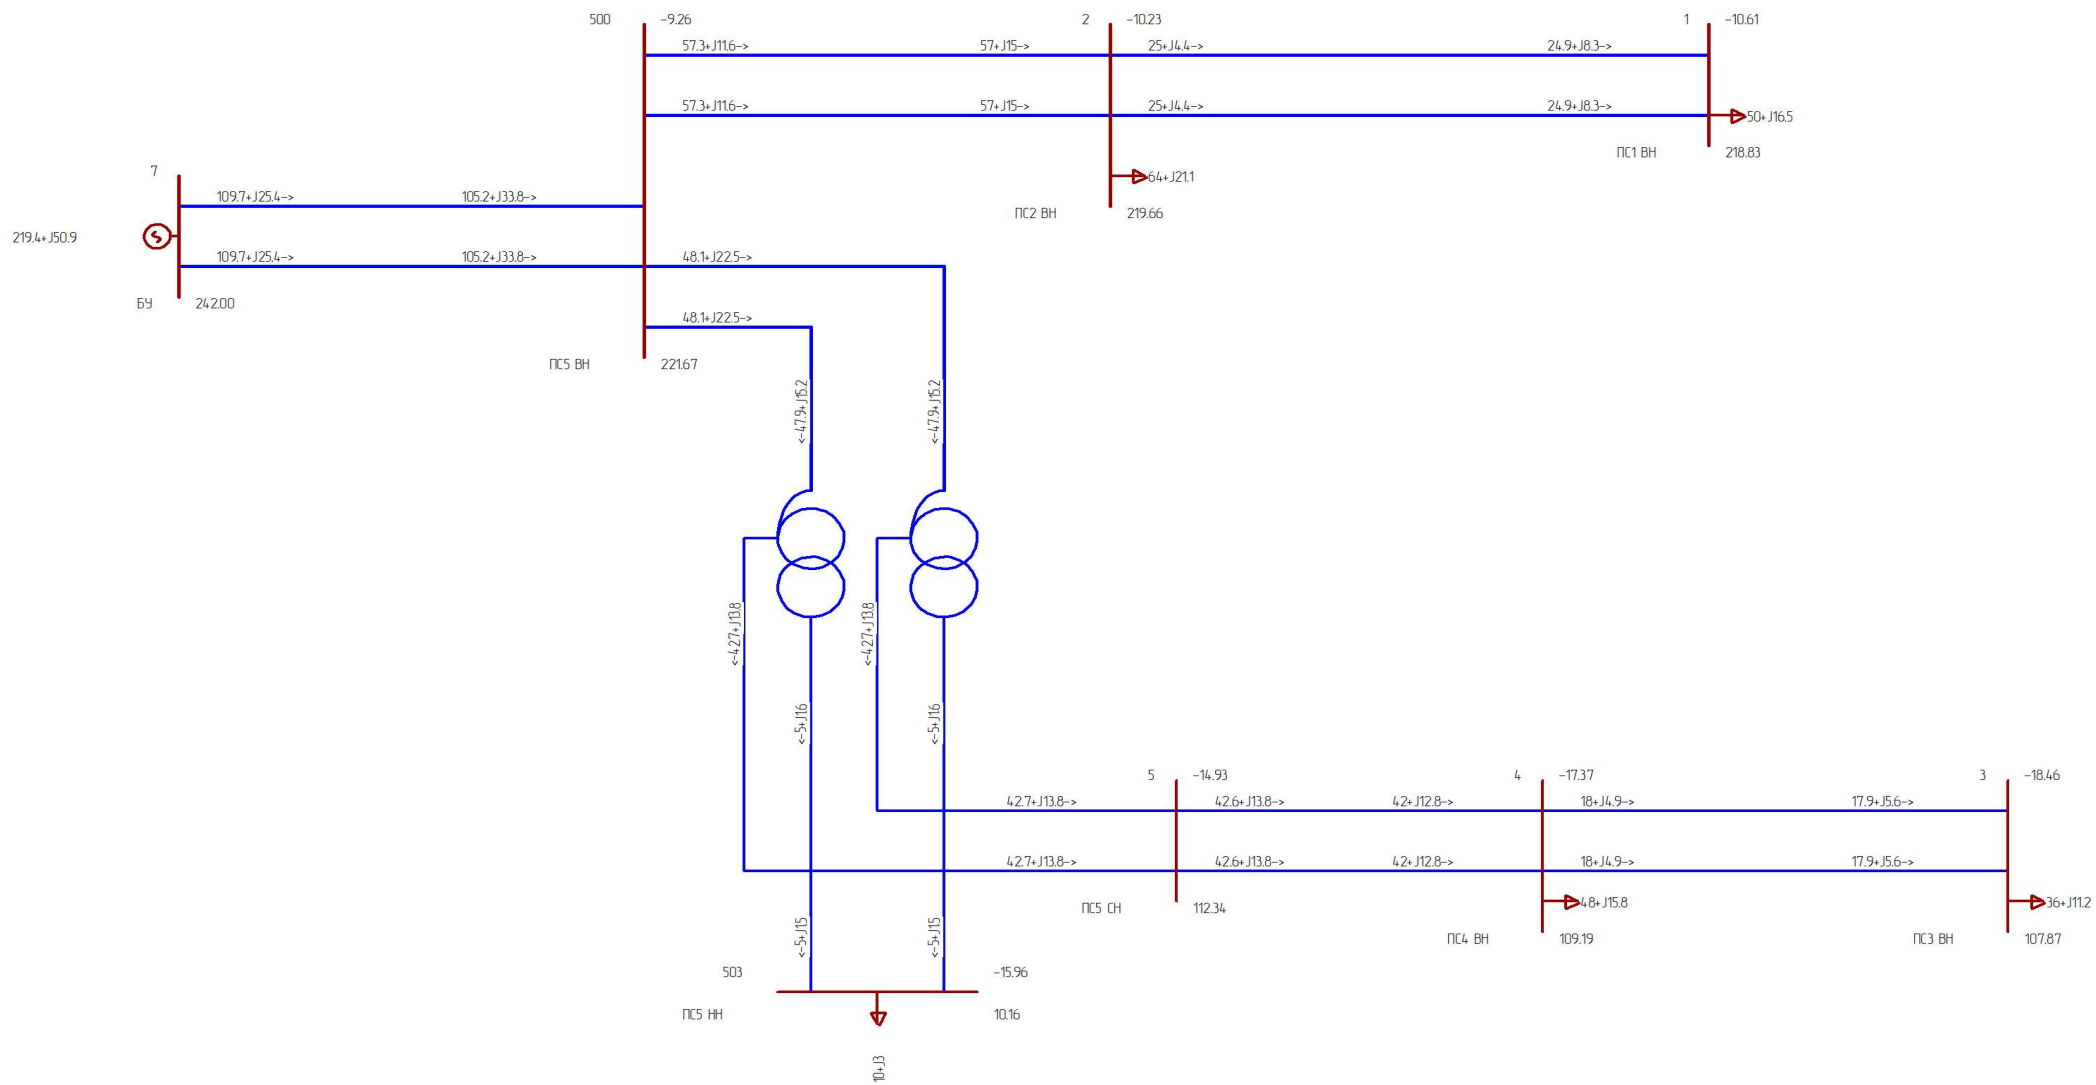 500
-9.26
2
-10.23
1
-10.61
57.3+J11.6->
57+J15->
25+J4.4->
24.9+J8.3->
57.3+J11.6->
57+J15->
25+J4.4->
24.9+J8.3->
50+J16.5
ПС1 ВН
218.83
7
64+J21.1
109.7+J25.4->
105.2+J33.8->
ПС2 ВН
219.66
219.4+J50.9
109.7+J25.4->
105.2+J33.8->
48.1+J22.5->
БУ
242.00
48.1+J22.5->
ПС5 ВН
221.67
<-47.9+J15.2
<-47.9+J15.2
<-42.7+J13.8
<-42.7+J13.8
<-5+J1.6
<-5+J1.6
5
-14.93
4
-17.37
3
-18.46
42.7+J13.8->
42.6+J13.8->
42+J12.8->
18+J4.9->
17.9+J5.6->
42.7+J13.8->
42.6+J13.8->
42+J12.8->
18+J4.9->
17.9+J5.6->
48+J15.8
36+J11.2
ПС5 СН
112.34
<-5+J1.5
<-5+J1.5
ПС4 ВН
109.19
ПС3 ВН
107.87
503
-15.96
ПС5 НН
10.16
10+J3